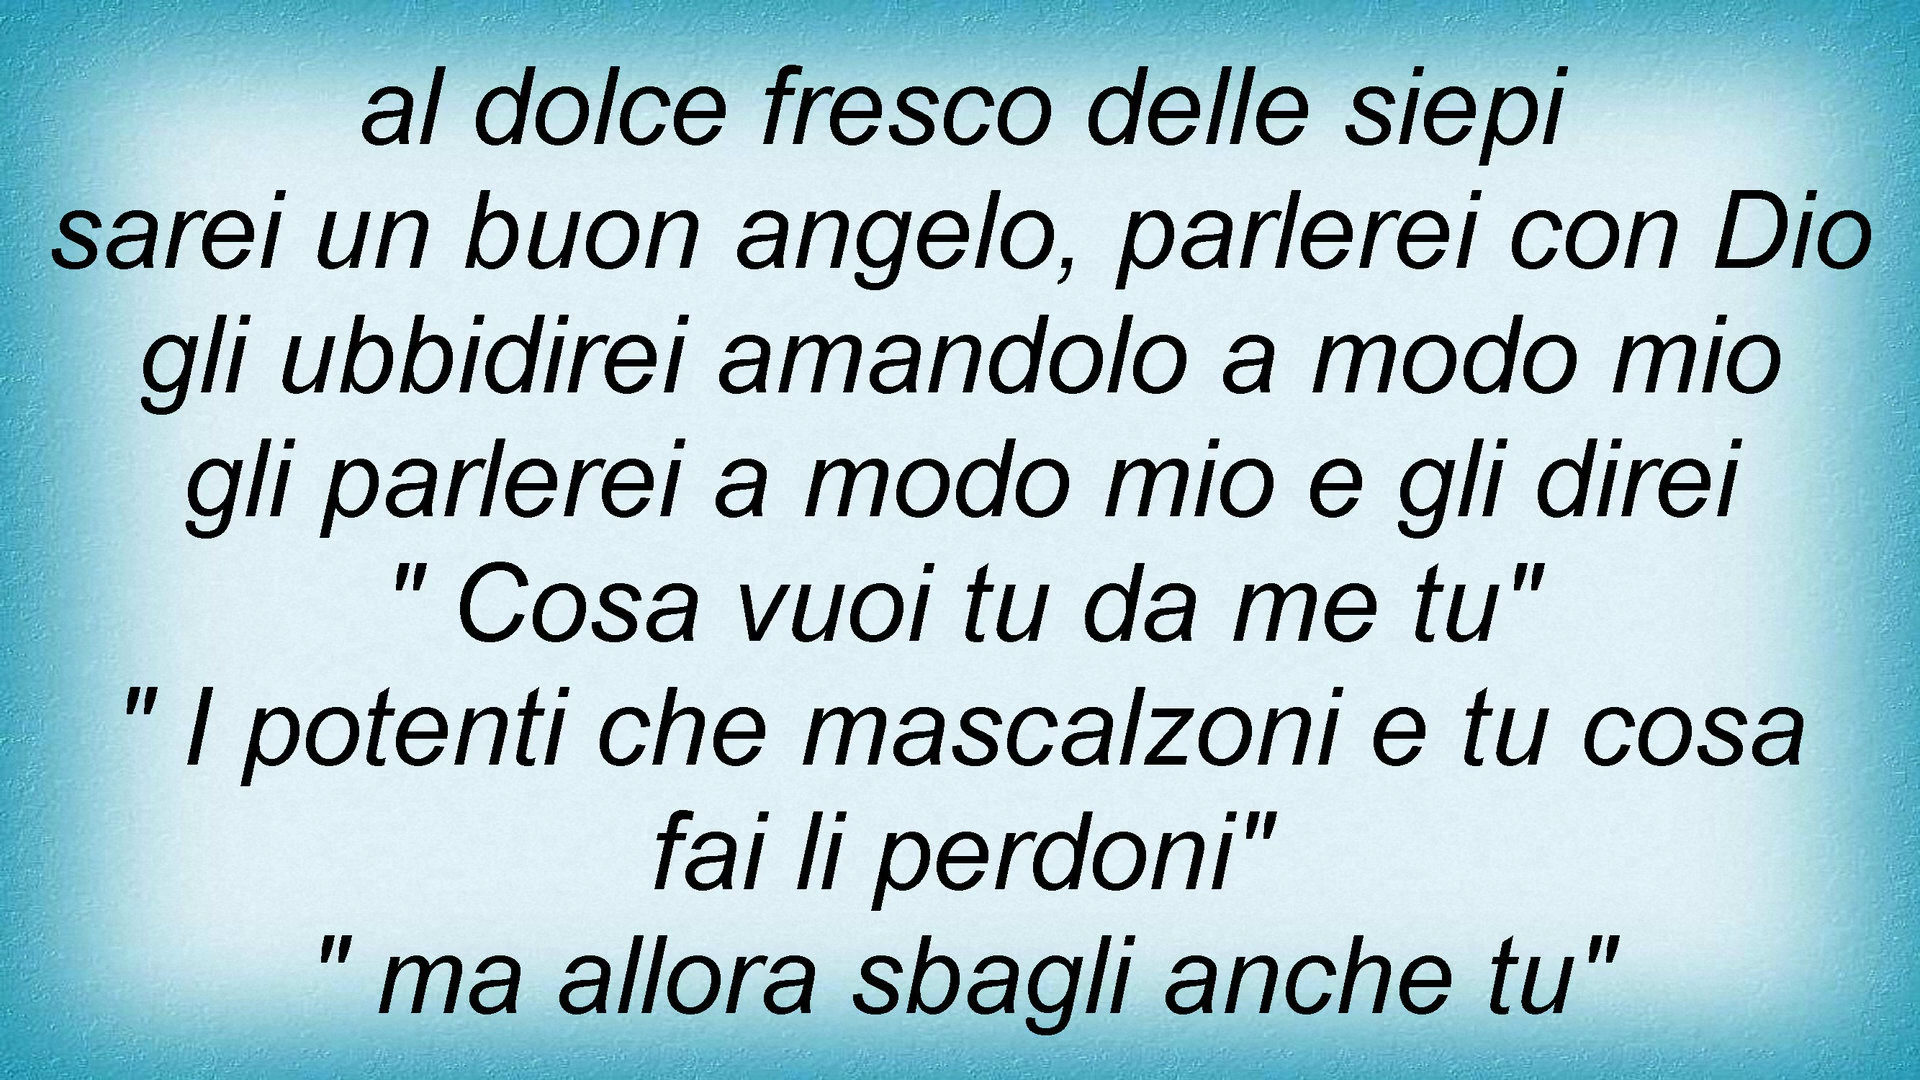 al dolce fresco delle siepi
sarei un buon angelo, parlerei con Dio
gli ubbidirei amandolo a modo mio
gli parlerei a modo mio e gli direi
" Cosa vuoi tu da me tu"
" I potenti che mascalzoni e tu cosa
fai li perdoni"
" ma allora sbagli anche tu"